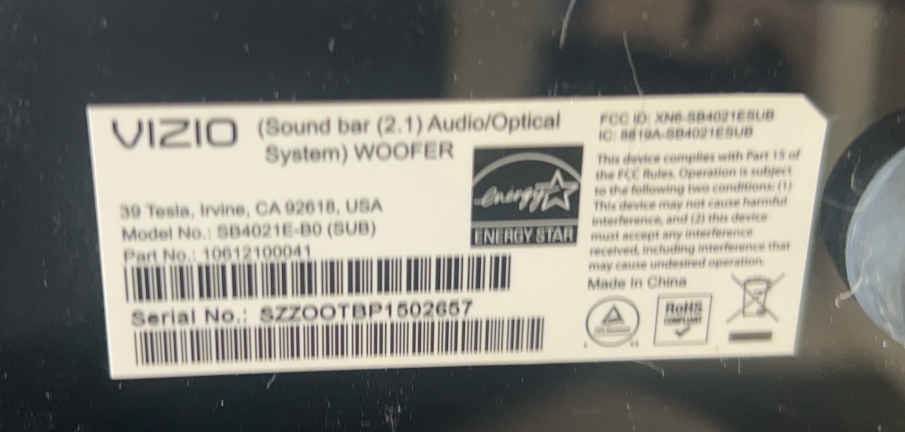 VIZIO (Sound bar (2.1) Audio/Optical
System) WOOFER
39 Tesla, Irvine, CA 92618, USA
Model No.: SB4021E-B0 (SUB)
Part No.: 10612100041
Serial No.: SZZOOTBP1502657
energy
ENERGY STAR
FCC ID: XN6-SB4021ESUB
IC: 8819A-SB4021ESUB
This device complies with Part 15 of
the FCC Rules. Operation is subject
to the following two conditions: (1)
This device may not cause harmful
interference, and (2) this device
must accept any interference
received, including interference that
may cause undesired operation.
Made in China
RoHS
COMPLIANT